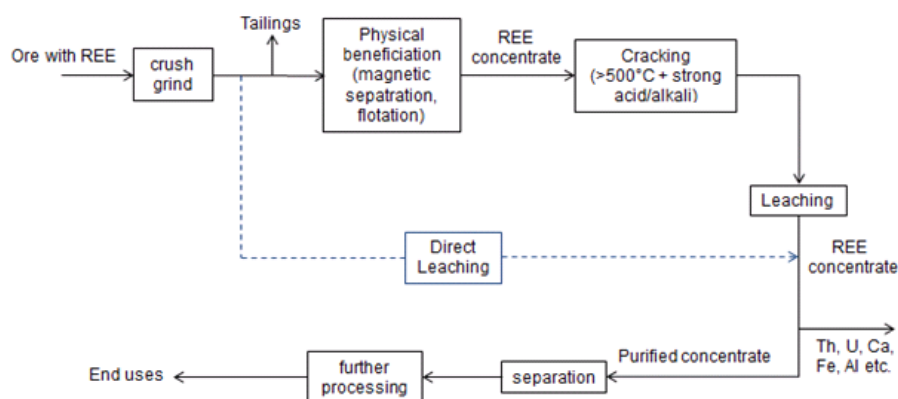 Tailings
Ore with REE
crush
grind
Physical
beneficiation
(magnetic
sepatration,
flotation)
REE
concentrate
Cracking
(>500°C + strong
acid/alkali)
Leaching
Direct
Leaching
REE
concentrate
Th, U, Ca,
Fe, Al etc.
Purified concentrate
separation
further
processing
End uses